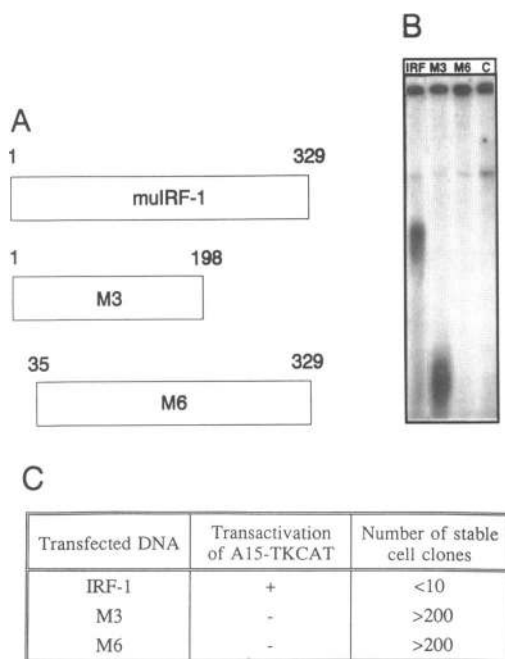 A
1 329
muIRF-1
1 198
M3
35 329
M6
B
IRF M3 M6 C
C
Transfected DNA Transactivation of A15-TKCAT Number of stable cell clones
IRF-1 + <10
M3 - >200
M6 - >200